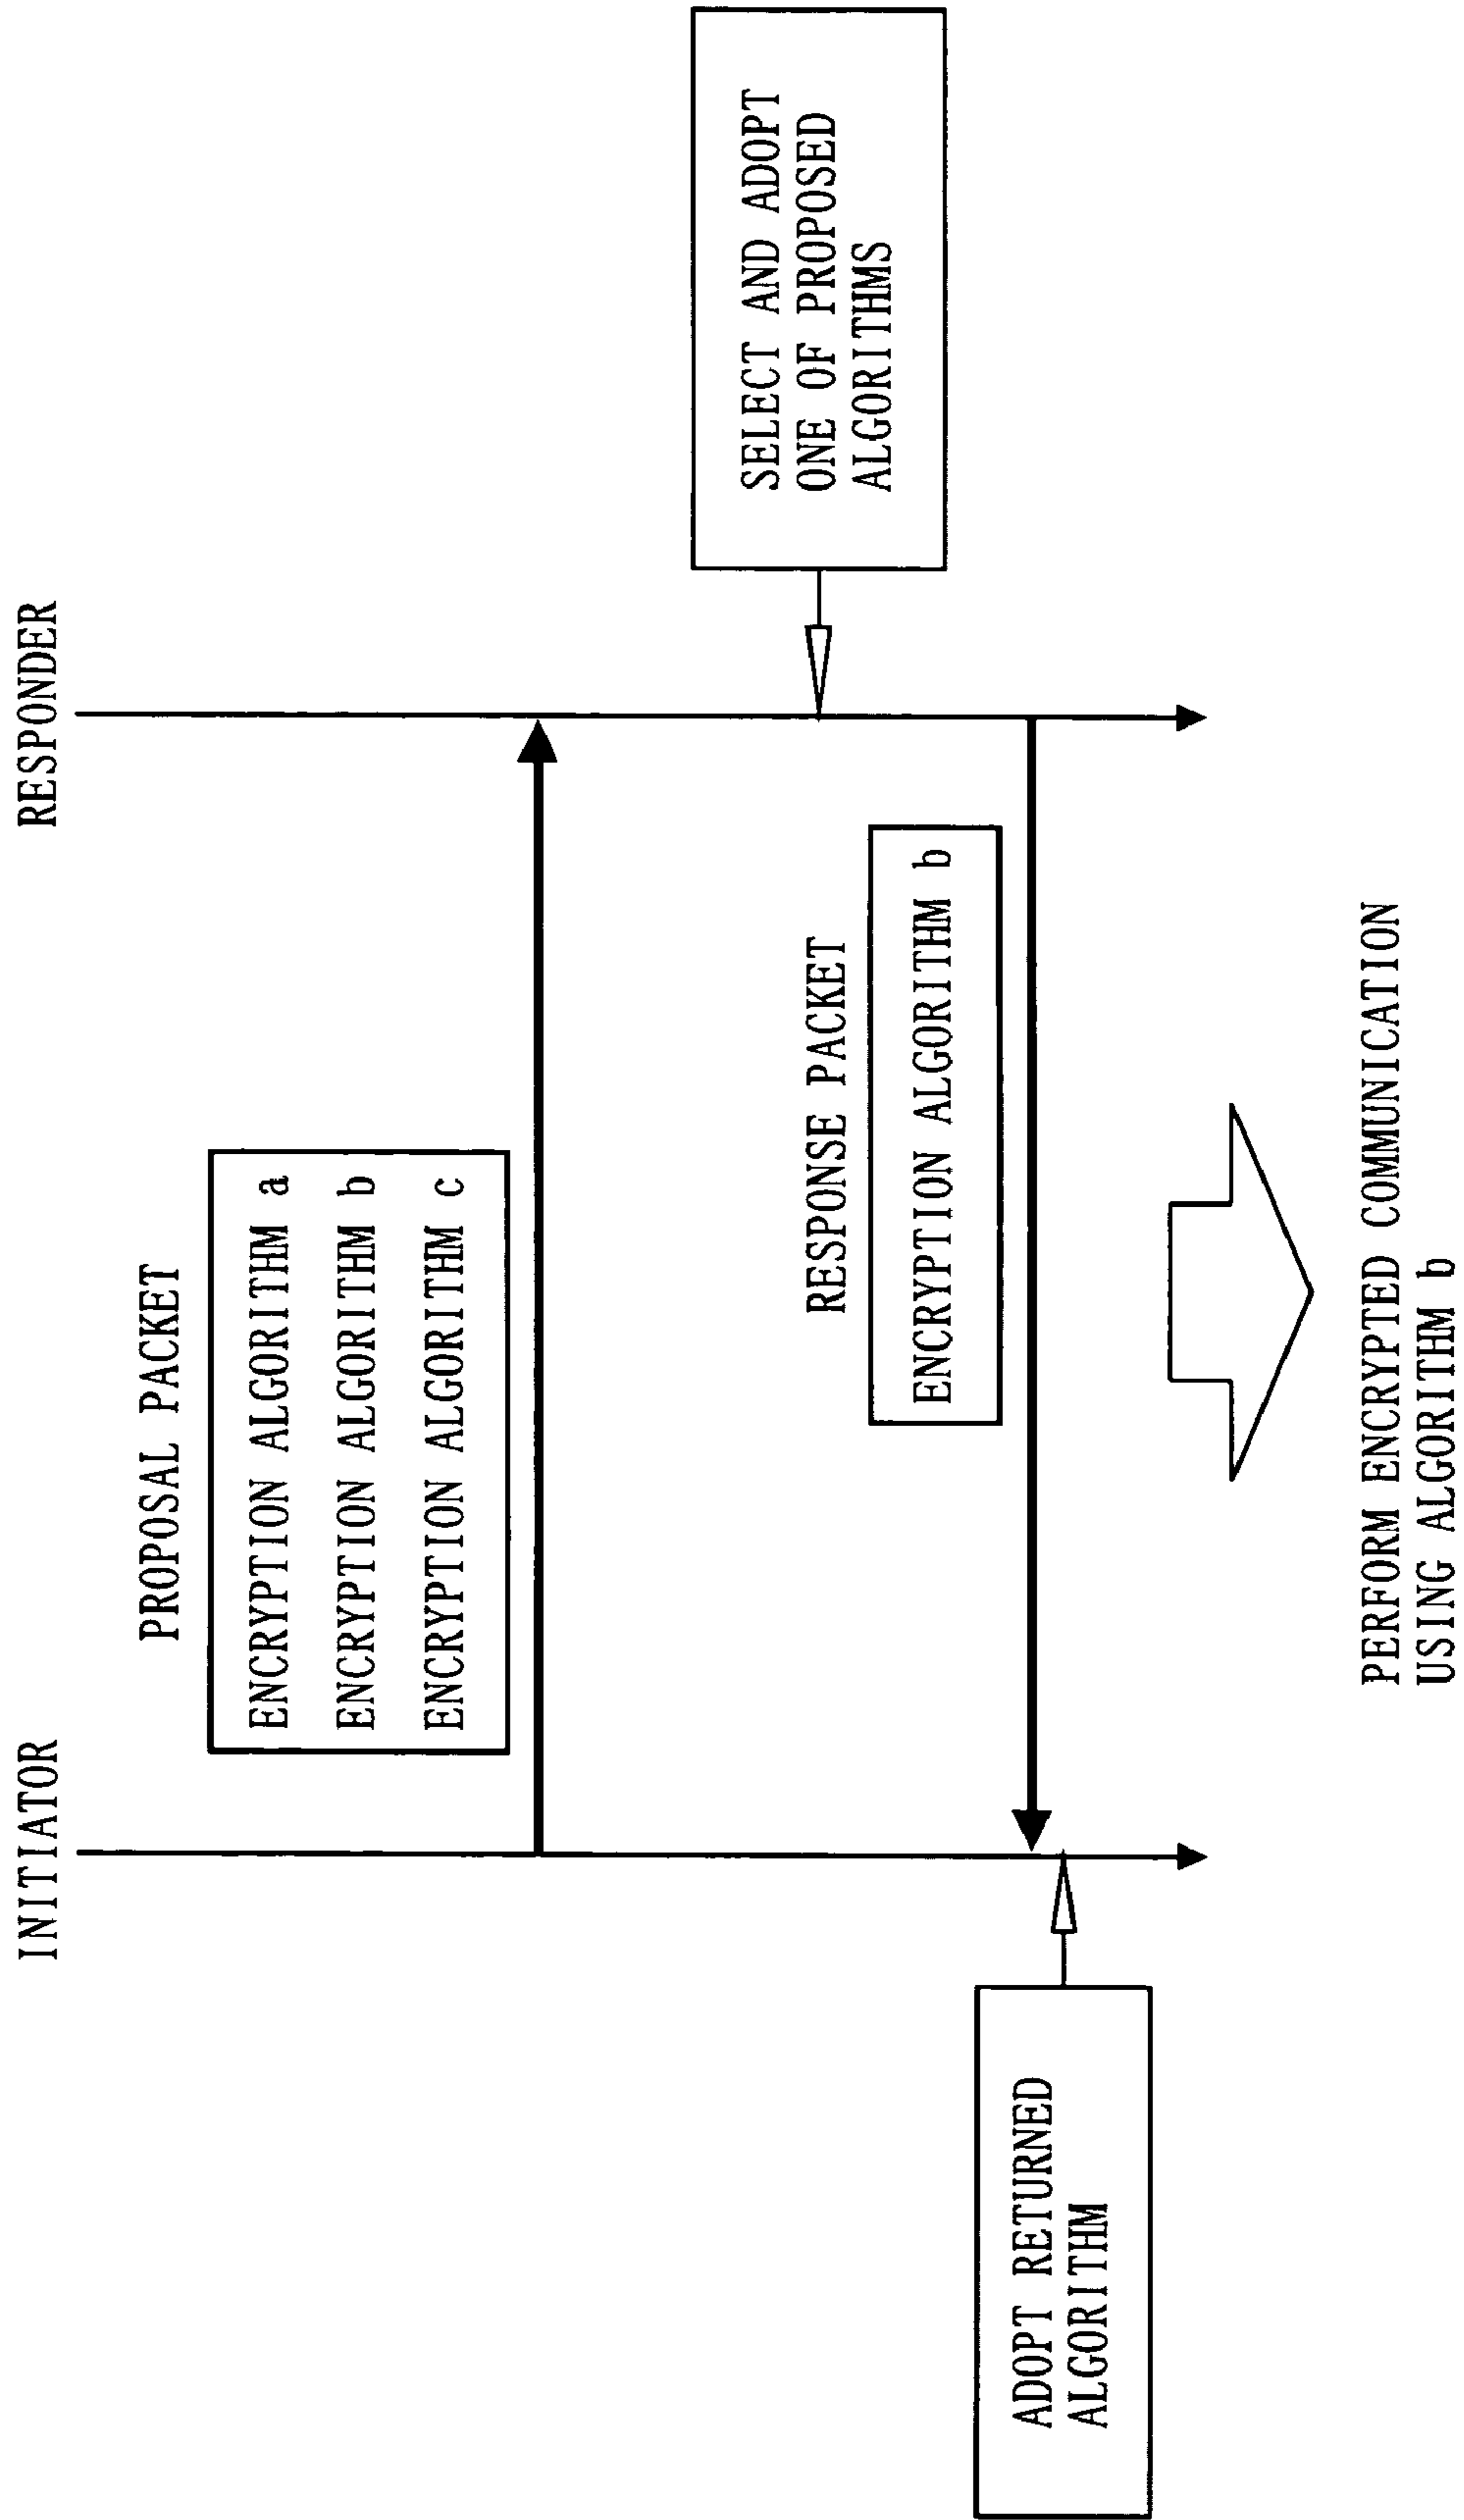 INITIATOR
RESPONDER
PROPOSAL PACKET
ENCRYPTION ALGORITHM a
ENCRYPTION ALGORITHM b
ENCRYPTION ALGORITHM c
SELECT AND ADOPT
ONE OF PROPOSED
ALGORITHMS
RESPONSE PACKET
ENCRYPTION ALGORITHM b
ADOPT RETURNED
ALGORITHM
PERFORM ENCRYPTED COMMUNICATION
USING ALGORITHM b